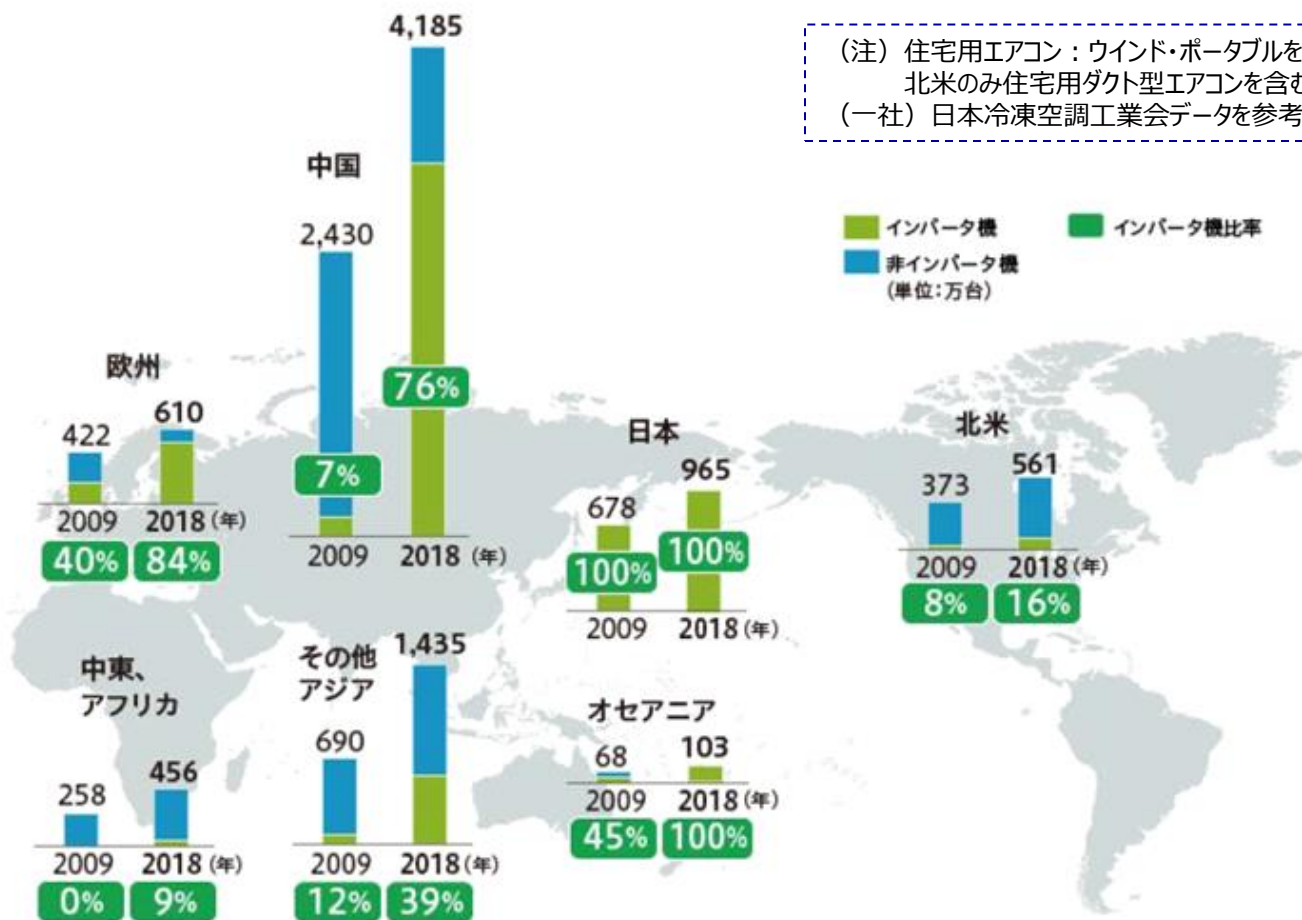 （注）住宅用エアコン：ウインド・ポータブルを
北米のみ住宅用ダクト型エアコンを含む
（一社）日本冷凍空調工業会データを参考
インバータ機
インバータ機比率
非インバータ機
(単位:万台)
中国
2,430
4,185
7%
76%
2009 2018 (年)
欧州
422
610
2009 2018 (年)
40% 84%
日本
678
965
100% 100%
2009 2018 (年)
北米
373
561
2009 2018 (年)
8% 16%
中東、
アフリカ
258
456
2009 2018 (年)
0% 9%
その他
アジア
690
1,435
2009 2018 (年)
12% 39%
オセアニア
68
103
2009 2018 (年)
45% 100%